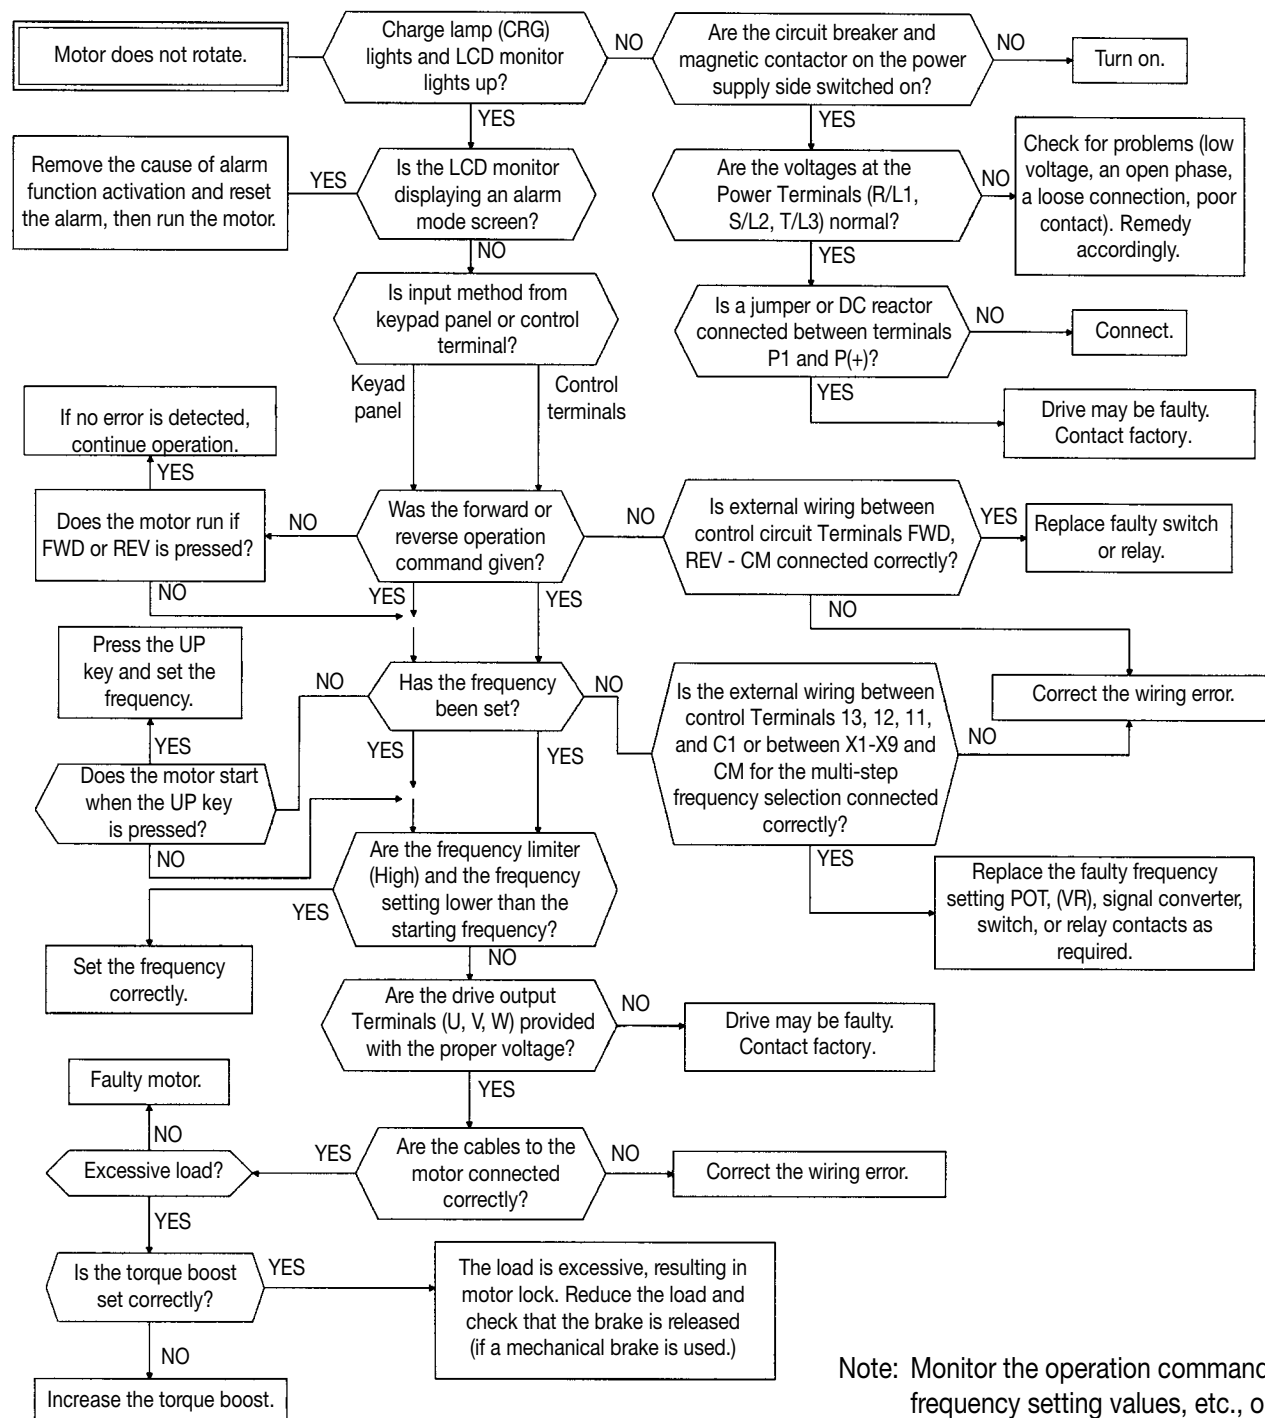 Motor does not rotate.
Charge lamp (CRG)
lights and LCD monitor
lights up?
NO
Are the circuit breaker and
magnetic contactor on the power
supply side switched on?
NO
Turn on.
YES
YES
Remove the cause of alarm
function activation and reset
the alarm, then run the motor.
YES
Is the LCD monitor
displaying an alarm
mode screen?
Are the voltages at the
Power Terminals (R/L1,
S/L2, T/L3) normal?
NO
Check for problems (low
voltage, an open phase,
a loose connection, poor
contact). Remedy
accordingly.
NO
YES
Is input method from
keypad panel or control
terminal?
Is a jumper or DC reactor
connected between terminals
P1 and P(+)?
NO
Connect.
Keyad
panel
Control
terminals
YES
Drive may be faulty.
Contact factory.
If no error is detected,
continue operation.
YES
Does the motor run if
FWD or REV is pressed?
NO
Was the forward or
reverse operation
command given?
NO
Is external wiring between
control circuit Terminals FWD,
REV - CM connected correctly?
YES
Replace faulty switch
or relay.
NO
YES
YES
NO
Press the UP
key and set the
frequency.
NO
Has the frequency
been set?
NO
Is the external wiring between
control Terminals 13, 12, 11,
and C1 or between X1-X9 and
CM for the multi-step
frequency selection connected
correctly?
NO
Correct the wiring error.
YES
YES
YES
Does the motor start
when the UP key
is pressed?
NO
YES
Are the frequency limiter
(High) and the frequency
setting lower than the
starting frequency?
YES
Replace the faulty frequency
setting POT, (VR), signal converter,
switch, or relay contacts as
required.
Set the frequency
correctly.
NO
Are the drive output
Terminals (U, V, W) provided
with the proper voltage?
NO
Drive may be faulty.
Contact factory.
Faulty motor.
YES
NO
Excessive load?
YES
Are the cables to the
motor connected
correctly?
NO
Correct the wiring error.
YES
Is the torque boost
set correctly?
YES
The load is excessive, resulting in
motor lock. Reduce the load and
check that the brake is released
(if a mechanical brake is used.)
NO
Increase the torque boost.
Note: Monitor the operation command
frequency setting values, etc., o